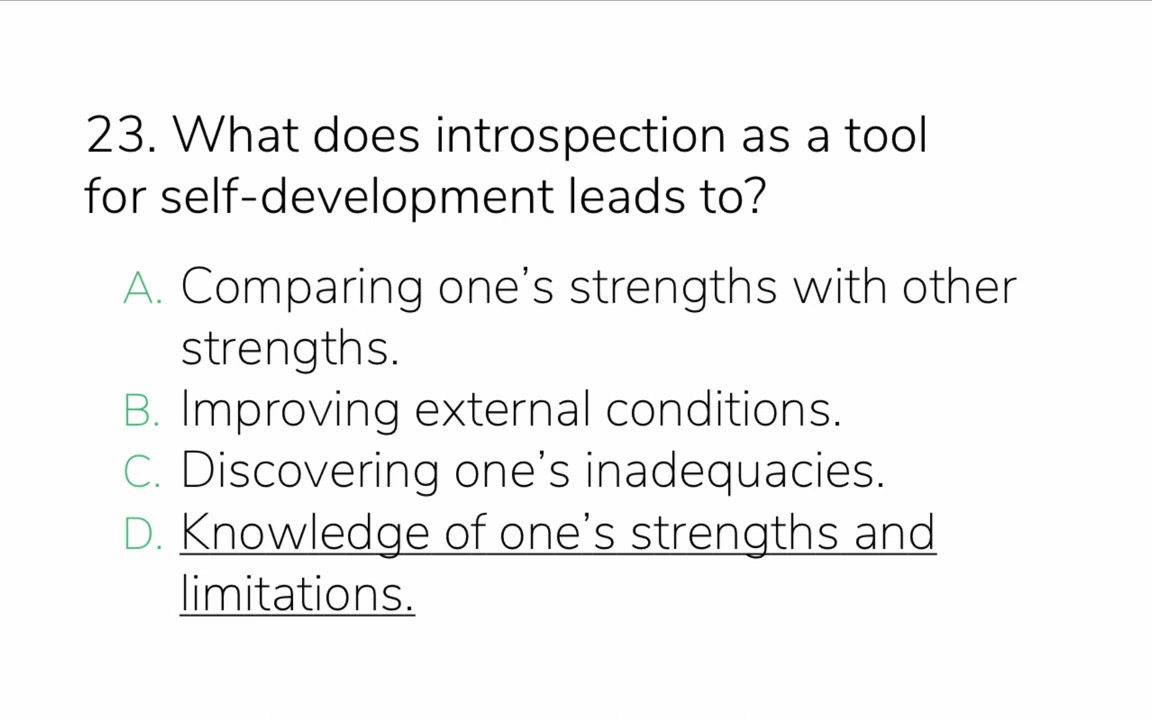 23. What does introspection as a tool
for self-development leads to?
A. Comparing one's strengths with other
strengths.
B. Improving external conditions.
C. Discovering one's inadequacies.
D. Knowledge of one's strengths and
limitations.